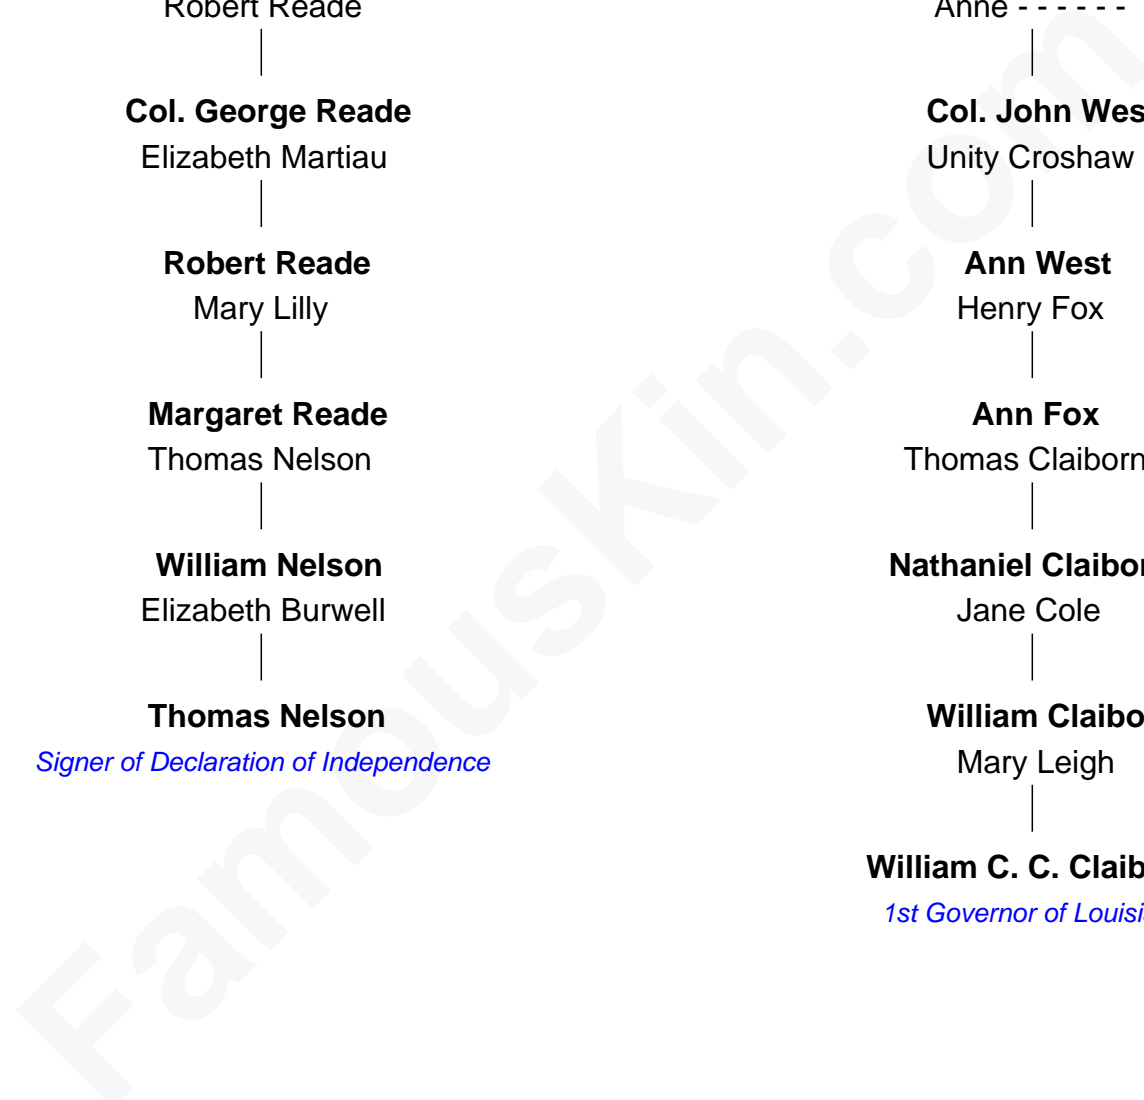 Robert Reade
Anne - - - - - -
Col. George Reade
Col. John Wes
Elizabeth Martiau
Unity Croshaw
Robert Reade
Ann West
Mary Lilly
Henry Fox
Margaret Reade
Ann Fox
Thomas Nelson
Thomas Claiborn
William Nelson
Nathaniel Claibor
Elizabeth Burwell
Jane Cole
Thomas Nelson
William Claibo
Signer of Declaration of Independence
Mary Leigh
William C. C. Claib
1st Governor of Louisi
FamousKin.com